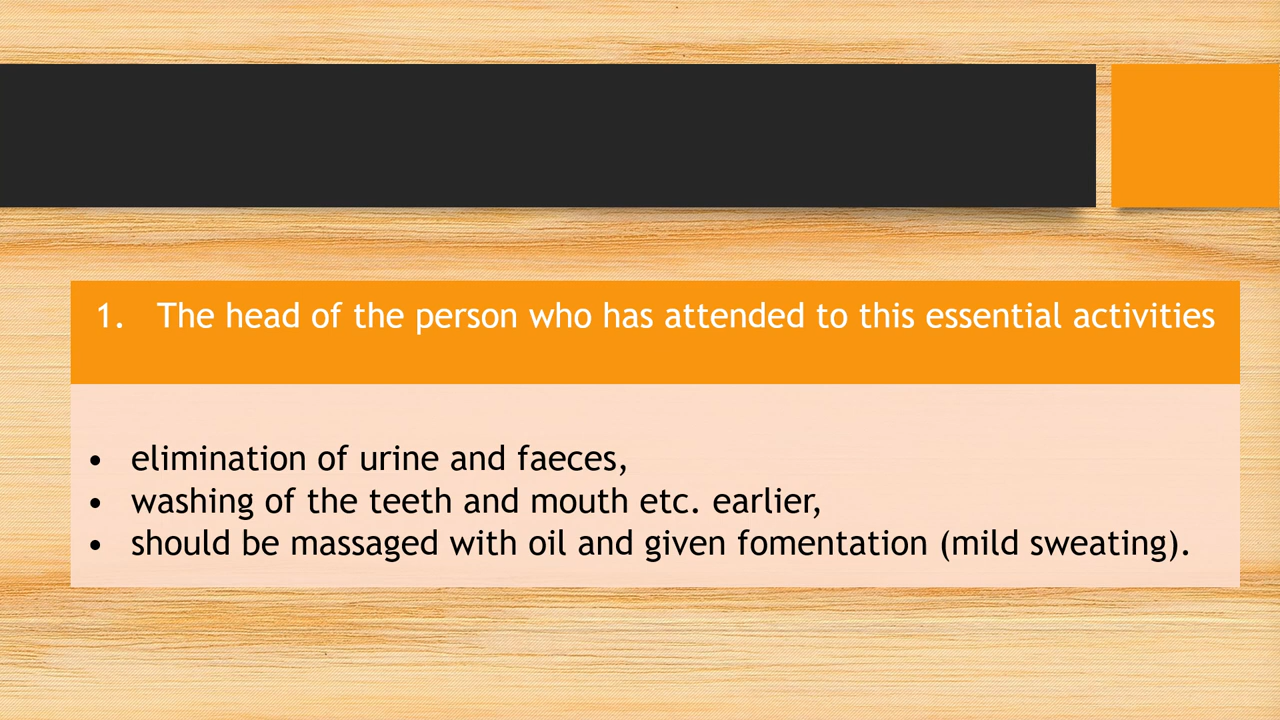 1. The head of the person who has attended to this essential activities
• elimination of urine and faeces,
• washing of the teeth and mouth etc. earlier,
• should be massaged with oil and given fomentation (mild sweating).